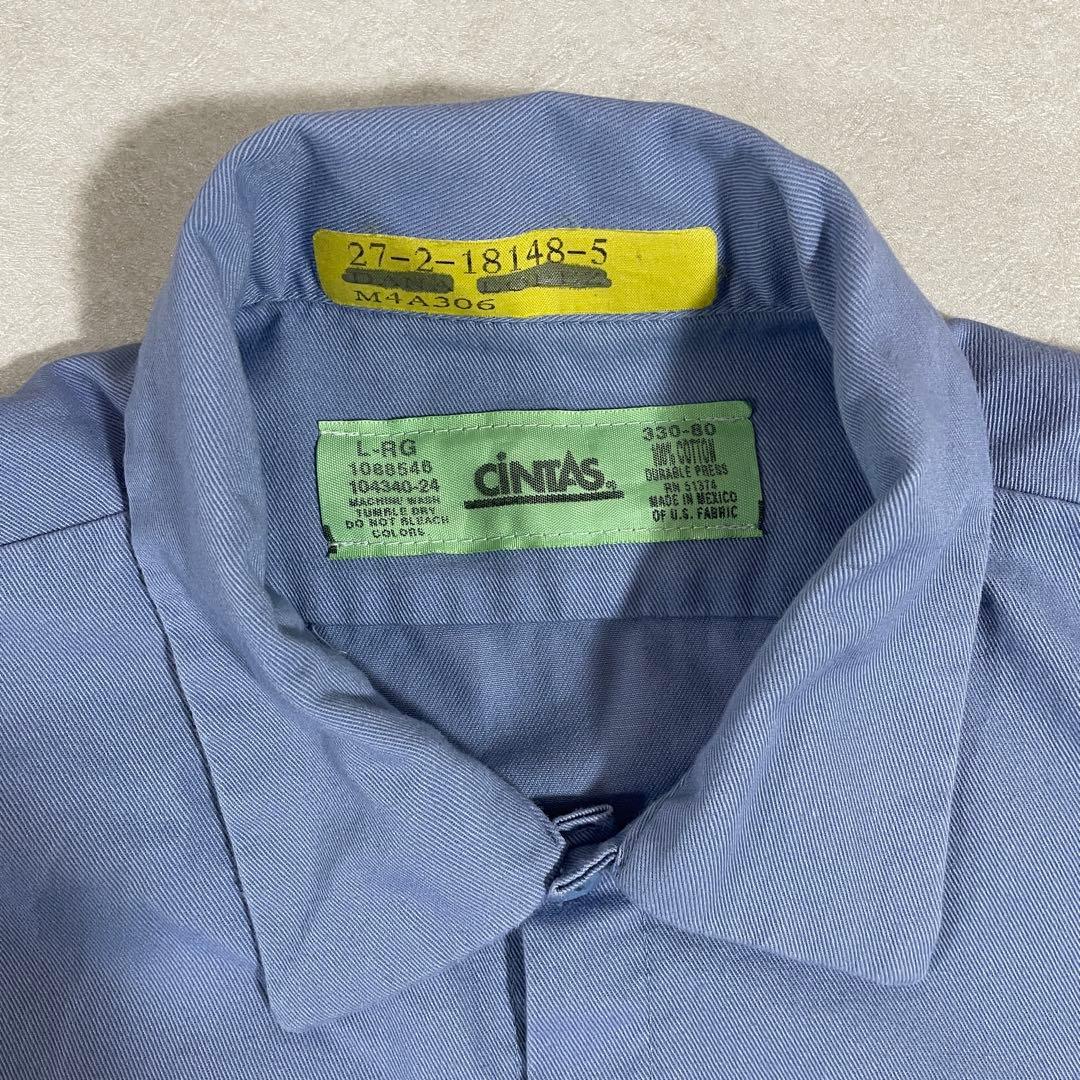 27-2-18148-5
M4A306
L-RG
1088546
104340-24
MACHINE WASH
TUMBLE DRY
DO NOT BLEACH
COLORS
CiNTAS®
330-80
100% COTTON
DURABLE PRESS
RN 51374
MADE IN MEXICO
OF U.S. FABRIC